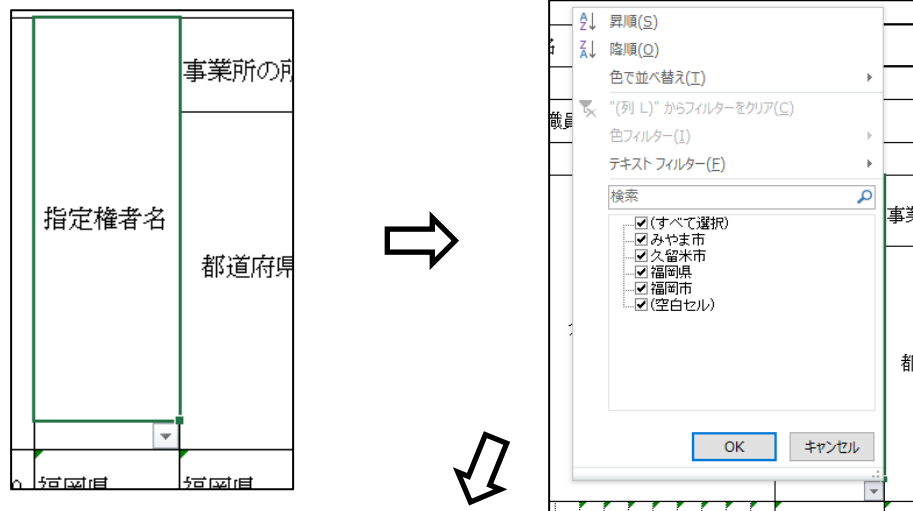 事業所の所
指定権者名
都道府県
福岡県
福岡県
昇順(S)
降順(O)
色で並べ替え(T)
"(列 L)" からフィルターをクリア(C)
色フィルター(I)
テキスト フィルター(F)
検索
(すべて選択)
みやま市
久留米市
福岡県
福岡市
(空白セル)
OK
キャンセル
職員
事業
都